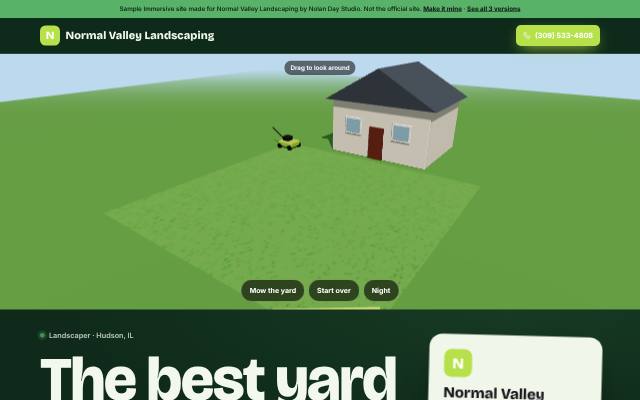 Sample Immersive site made for Normal Valley Landscaping by Nolan Day Studio. Not the official site. Make it mine · See all 3 versions
N Normal Valley Landscaping
(309) 533-4808
Drag to look around
Mow the yard
Start over
Night
Landscaper · Hudson, IL
The best yard
N
Normal Valley